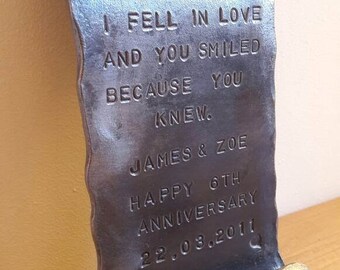 I FELL IN LOVE
AND YOU SMILED
BECAUSE YOU
KNEW.
JAMES & ZOE
HAPPY 6TH
ANNIVERSARY
22.03.2011